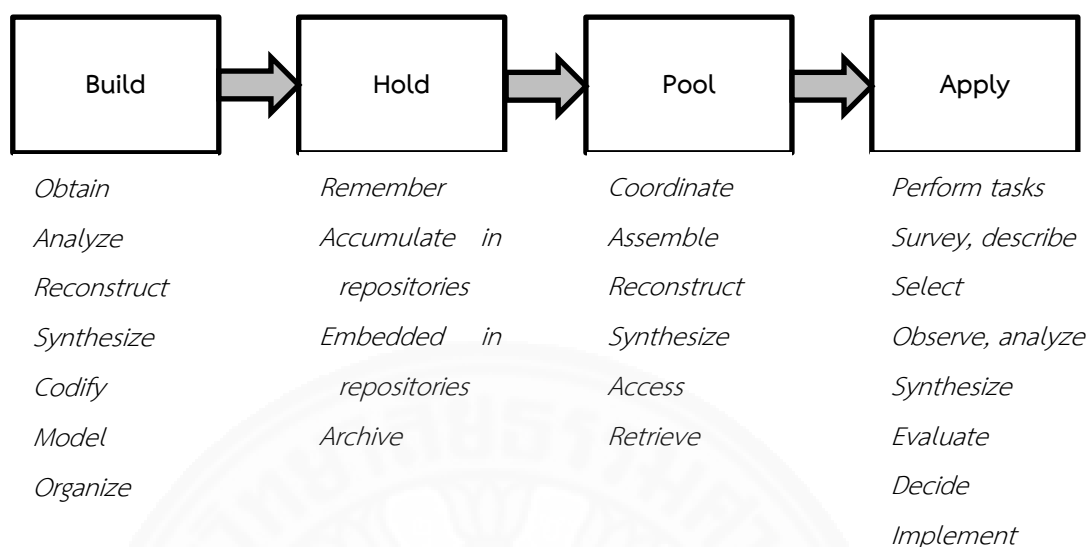 Build
Hold
Pool
Apply
Obtain
Analyze
Reconstruct
Synthesize
Codify
Model
Organize
Remember
Accumulate in
repositories
Embedded in
repositories
Archive
Coordinate
Assemble
Reconstruct
Synthesize
Access
Retrieve
Perform tasks
Survey, describe
Select
Observe, analyze
Synthesize
Evaluate
Decide
Implement